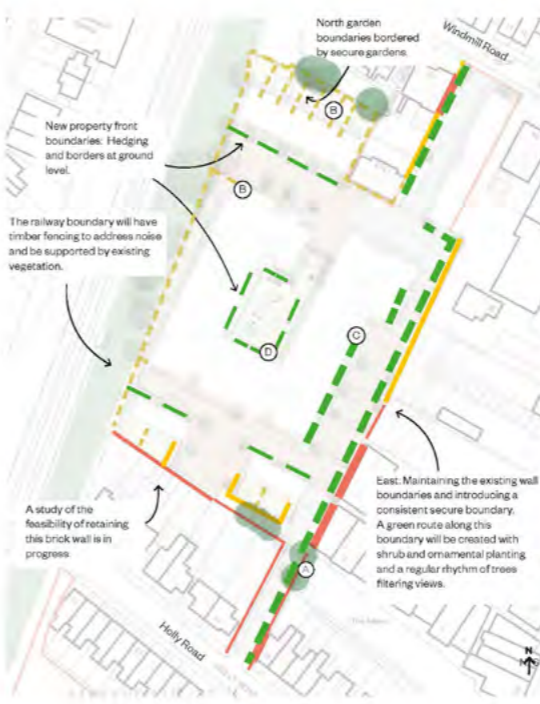 North garden
boundaries bordered
by secure gardens.
Windmill Road
B
New property front
boundaries: Hedging
and borders at ground
level.
B
The railway boundary will have
timber fencing to address noise
and be supported by existing
vegetation.
C
D
East: Maintaining the existing wall
boundaries and introducing a
consistent secure boundary.
A green route along this
boundary will be created with
shrub and ornamental planting
and a regular rhythm of trees
filtering views.
A study of the
feasibility of retaining
this brick wall is in
progress
A
Holly Road
N